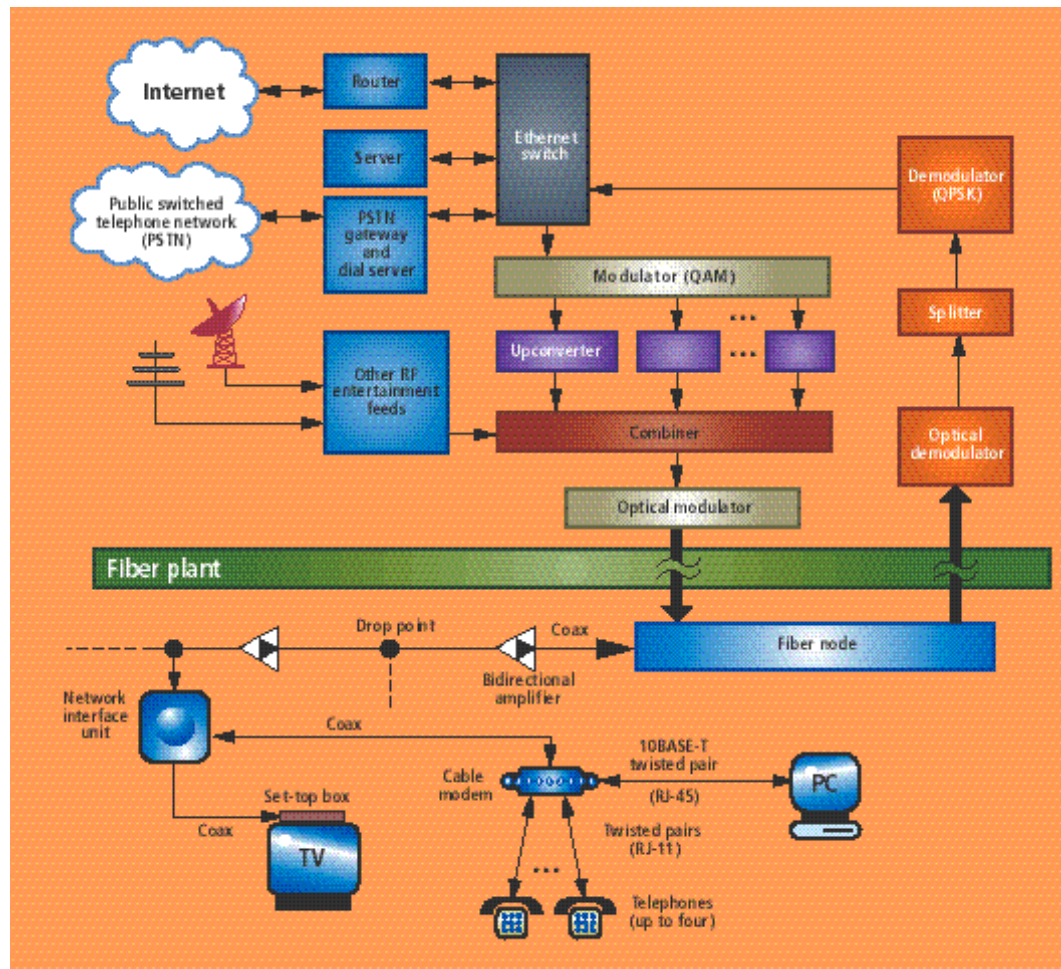 Internet
Router
Ethernet
switch
Server
Public switched
telephone network
(PSTN)
PSTN
gateway
and
dial server
Demodulator
(QPSK)
Modulator (QAM)
...
Splitter
Upconverter
...
Other RF
entertainment
feeds
Combiner
Optical
demodulator
Optical modulator
Fiber plant
Drop point
Coax
Fiber node
Bidirectional
amplifier
Network
interface
unit
Coax
10BASE-T
twisted pair
(RJ-45)
Cable
modem
PC
Set-top box
Coax
TV
Twisted pairs
(RJ-11)
...
Telephones
(up to four)